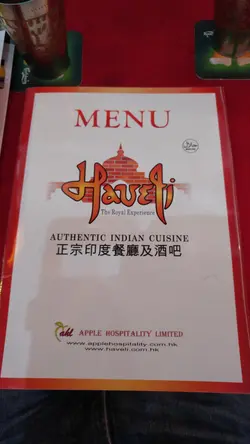 MENU
Haveli
The Royal Experience
AUTHENTIC INDIAN CUISINE
正宗印度餐廳及酒吧
ahl APPLE HOSPITALITY LIMITED
www.applehospitality.com.hk
www.haveli.com.hk